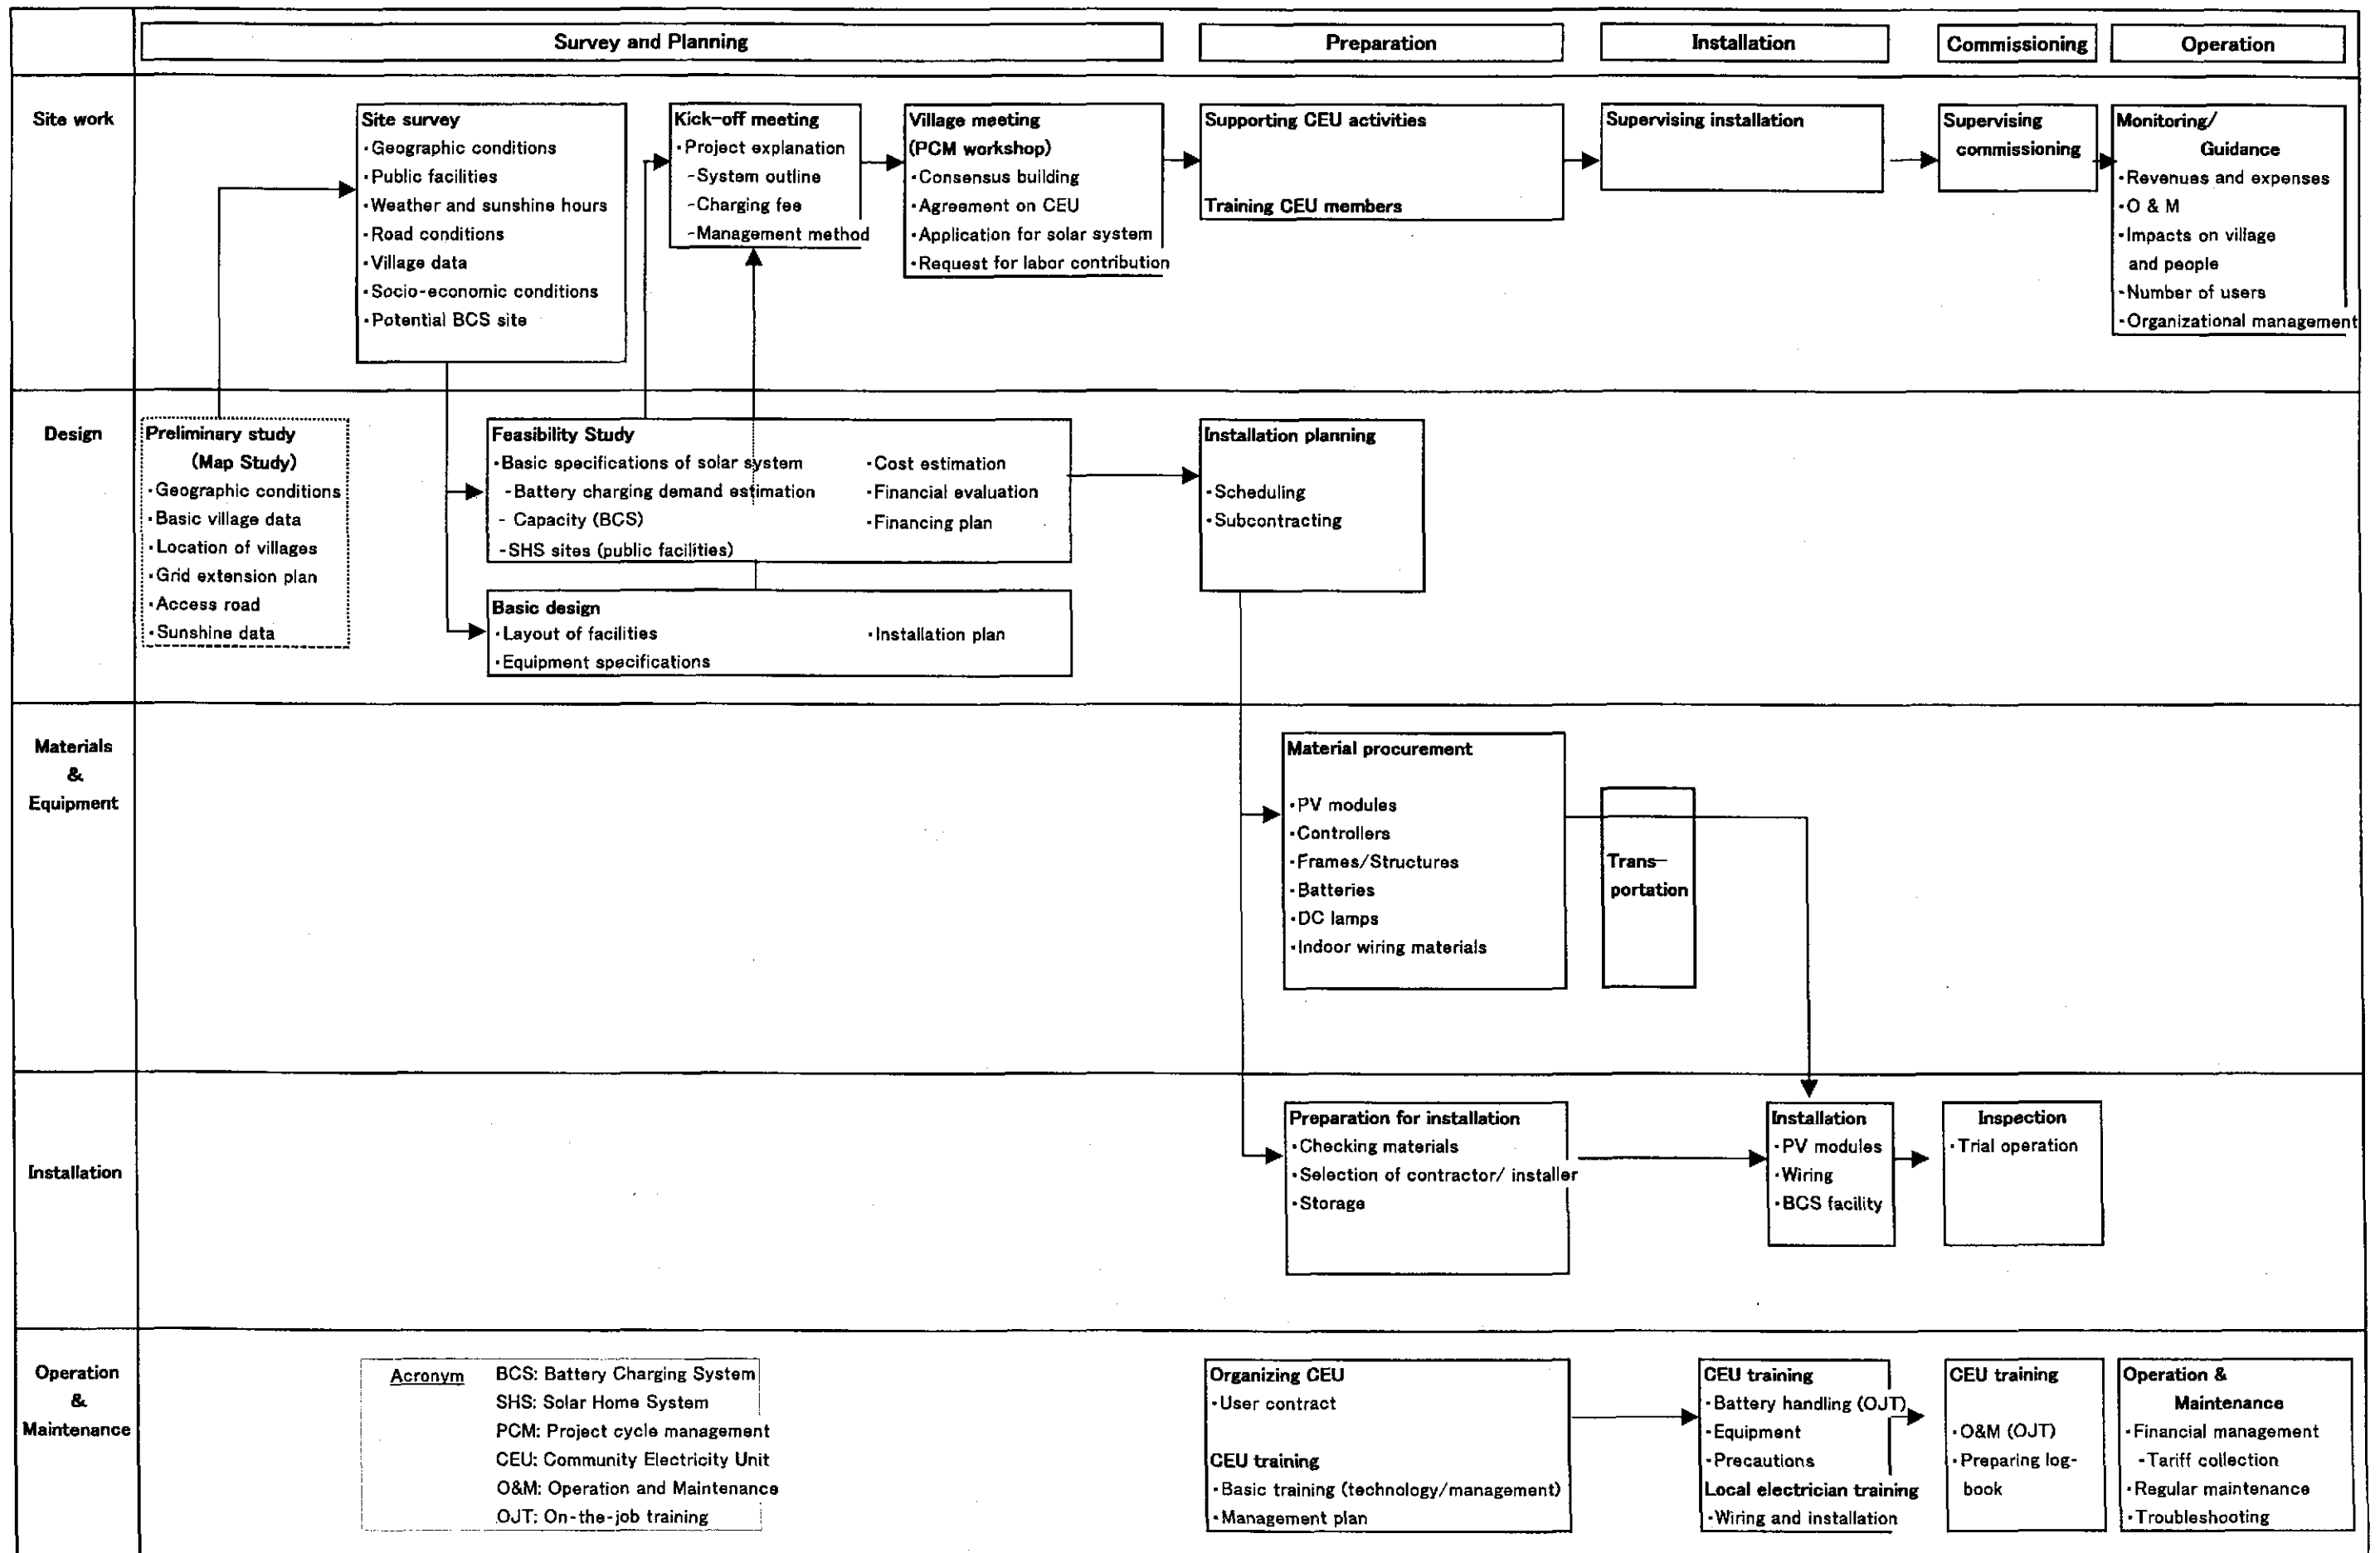 Survey and Planning
Preparation
Installation
Commissioning
Operation
Site work
Site survey
·Geographic conditions
·Public facilities
·Weather and sunshine hours
·Road conditions
·Village data
·Socio-economic conditions
·Potential BCS site
Kick-off meeting
·Project explanation
-System outline
-Charging fee
-Management method
Village meeting
(PCM workshop)
·Consensus building
·Agreement on CEU
·Application for solar system
·Request for labor contribution
Supporting CEU activities
Training CEU members
Supervising installation
Supervising
commissioning
Monitoring/
Guidance
·Revenues and expenses
·O & M
·Impacts on village
and people
·Number of users
·Organizational management
Design
Preliminary study
(Map Study)
·Geographic conditions
·Basic village data
·Location of villages
·Grid extension plan
·Access road
·Sunshine data
Feasibility Study
·Basic specifications of solar system
-Battery charging demand estimation
- Capacity (BCS)
-SHS sites (public facilities)
·Cost estimation
·Financial evaluation
·Financing plan
Basic design
·Layout of facilities
·Equipment specifications
·Installation plan
Installation planning
·Scheduling
·Subcontracting
Materials
&
Equipment
Material procurement
·PV modules
·Controllers
·Frames/Structures
·Batteries
·DC lamps
·Indoor wiring materials
Trans-
portation
Installation
Preparation for installation
·Checking materials
·Selection of contractor/ installer
·Storage
Installation
·PV modules
·Wiring
·BCS facility
Inspection
·Trial operation
Operation
&
Maintenance
Acronym
BCS: Battery Charging System
SHS: Solar Home System
PCM: Project cycle management
CEU: Community Electricity Unit
O&M: Operation and Maintenance
OJT: On-the-job training
Organizing CEU
·User contract
CEU training
·Basic training (technology/management)
·Management plan
CEU training
·Battery handling (OJT)
·Equipment
·Precautions
Local electrician training
·Wiring and installation
CEU training
·O&M (OJT)
·Preparing log-
book
Operation &
Maintenance
·Financial management
-Tariff collection
·Regular maintenance
·Troubleshooting